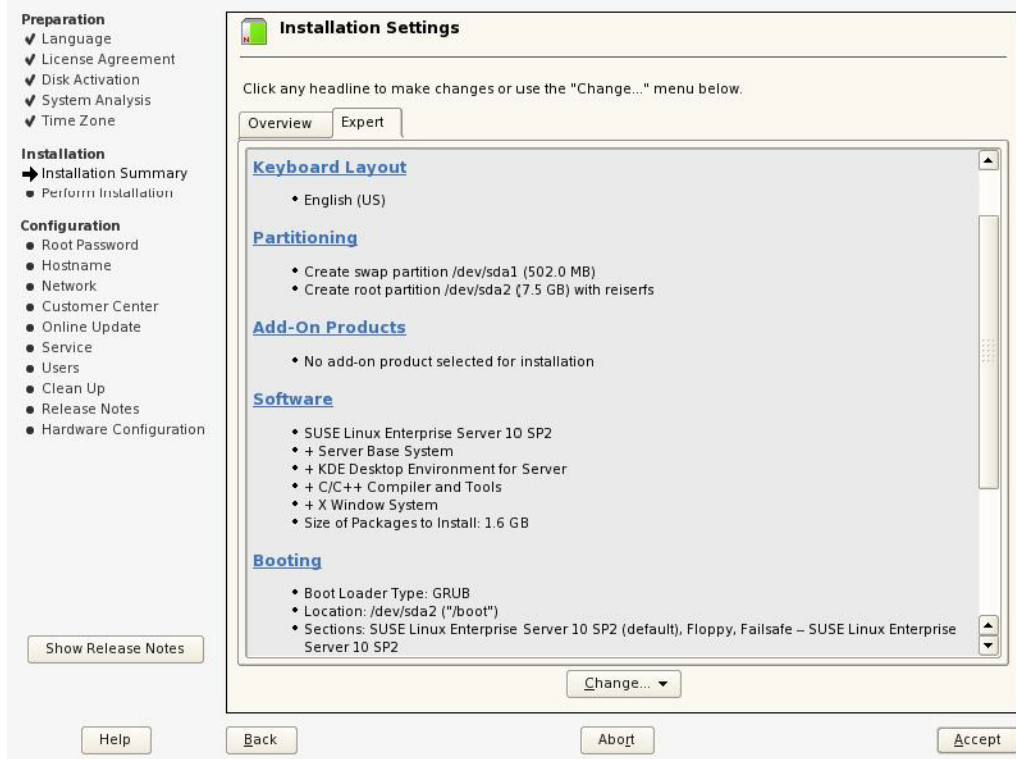 Preparation
Language
License Agreement
Disk Activation
System Analysis
Time Zone
Installation
Installation Summary
Perform Installation
Configuration
Root Password
Hostname
Network
Customer Center
Online Update
Service
Users
Clean Up
Release Notes
Hardware Configuration
Show Release Notes
Help
N
Installation Settings
Click any headline to make changes or use the "Change..." menu below.
Overview
Expert
Keyboard Layout
• English (US)
Partitioning
• Create swap partition /dev/sda1 (502.0 MB)
• Create root partition /dev/sda2 (7.5 GB) with reiserfs
Add-On Products
• No add-on product selected for installation
Software
• SUSE Linux Enterprise Server 10 SP2
• + Server Base System
• + KDE Desktop Environment for Server
• + C/C++ Compiler and Tools
• + X Window System
• Size of Packages to Install: 1.6 GB
Booting
• Boot Loader Type: GRUB
• Location: /dev/sda2 ("/boot")
• Sections: SUSE Linux Enterprise Server 10 SP2 (default), Floppy, Failsafe – SUSE Linux Enterprise
Server 10 SP2
Change...
Back
Abort
Accept